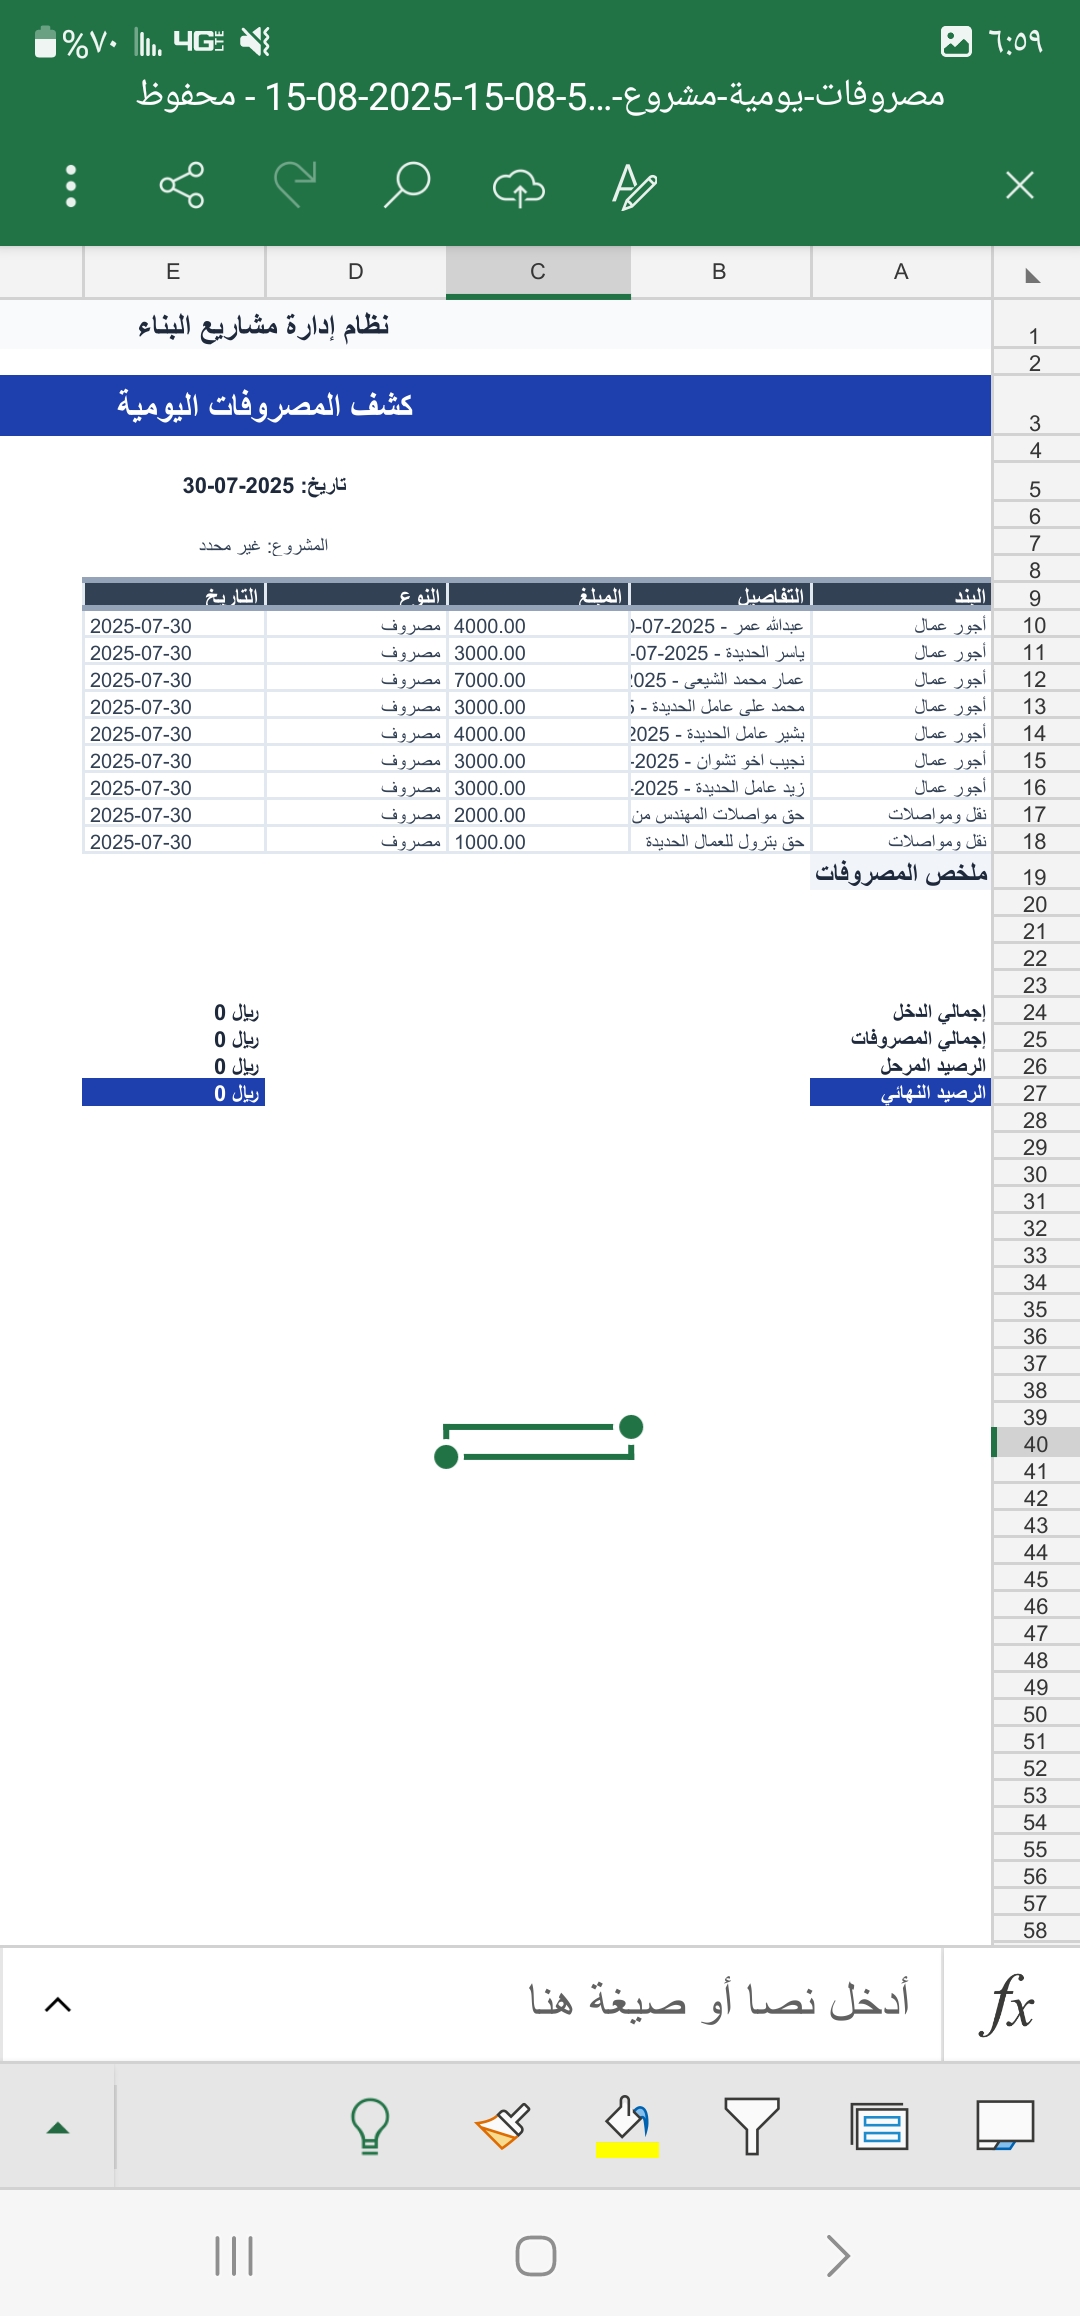 ٦:٥٩ 4G LTE %٧٠
مصروفات-يومية-مشروع-...5-08-15-2025-08-15 - محفوظ
A B C D E
1 نظام إدارة مشاريع البناء
2
3 كشف المصروفات اليومية
4
5 تاريخ: 30-07-2025
6
7 المشروع: غير محدد
8
9 البند التفاصيل المبلغ النوع التاريخ
10 أجور عمال عبدالله عمر - 2025-07- 4000.00 مصروف 2025-07-30
11 أجور عمال ياسر الحديدة - 2025-07- 3000.00 مصروف 2025-07-30
12 أجور عمال عمار محمد الشيعي - 025 7000.00 مصروف 2025-07-30
13 أجور عمال محمد علي عامل الحديدة - 3000.00 مصروف 2025-07-30
14 أجور عمال بشير عامل الحديدة - 2025 4000.00 مصروف 2025-07-30
15 أجور عمال نجيب اخو تشوان - 2025- 3000.00 مصروف 2025-07-30
16 أجور عمال زيد عامل الحديدة - 2025- 3000.00 مصروف 2025-07-30
17 نقل ومواصلات حق مواصلات المهندس من 2000.00 مصروف 2025-07-30
18 نقل ومواصلات حق بترول للعمال الحديدة 1000.00 مصروف 2025-07-30
19 ملخص المصروفات
20
21
22
23
24 إجمالي الدخل 0 ريال
25 إجمالي المصروفات 0 ريال
26 الرصيد المرحل 0 ريال
27 الرصيد النهائي 0 ريال
28
29
30
31
32
33
34
35
36
37
38
39
40
41
42
43
44
45
46
47
48
49
50
51
52
53
54
55
56
57
58
fx أدخل نصا أو صيغة هنا